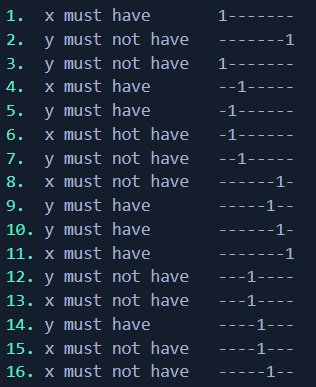 1.  x must have       1-------
2.  y must not have   -------1
3.  y must not have   1-------
4.  x must have       --1-----
5.  y must have       -1------
6.  x must not have   -1------
7.  y must not have   --1-----
8.  x must not have   ------1-
9.  y must have       -----1--
10. y must have       ------1-
11. x must have       -------1
12. y must not have   ---1----
13. x must not have   ---1----
14. y must have       ----1---
15. x must not have   ----1---
16. x must not have   -----1--